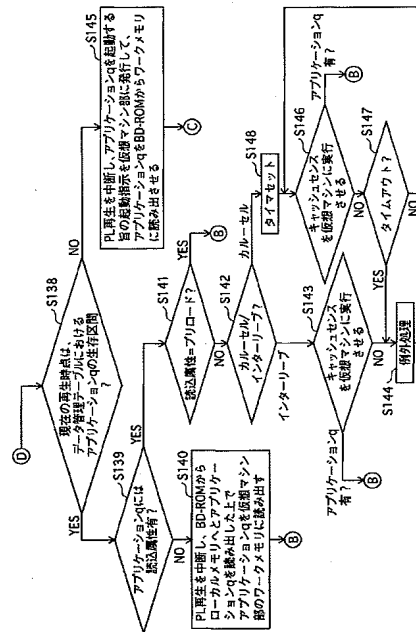 D
S138
現在の再生時点は、
データ管理テーブルにおける
アプリケーションqの生存区間
?
YES
NO
S145
PL再生を中断し、アプリケーションqを起動する
旨の起動指示を仮想マシン部に発行して、
アプリケーションqをBD-ROMからワークメモリ
に読み出させる
C
S139
アプリケーションqには
読込属性有?
YES
NO
S140
PL再生を中断し、BD-ROMから
ローカルメモリへとアプリケー
ションqを読み出した上で
アプリケーションqを仮想マシン
部のワークメモリに読み出す
B
S141
読込属性=プリロード?
YES
B
NO
S142
カルーセル/
インターリーブ?
カルーセル
インターリーブ
S148
タイマセット
S143
キャッシュセンス
を仮想マシンに実行
させる
アプリケーションq
有?
B
NO
S144
例外処理
S146
キャッシュセンス
を仮想マシンに実行
させる
アプリケーションq
有?
B
NO
S147
タイムアウト?
YES
NO